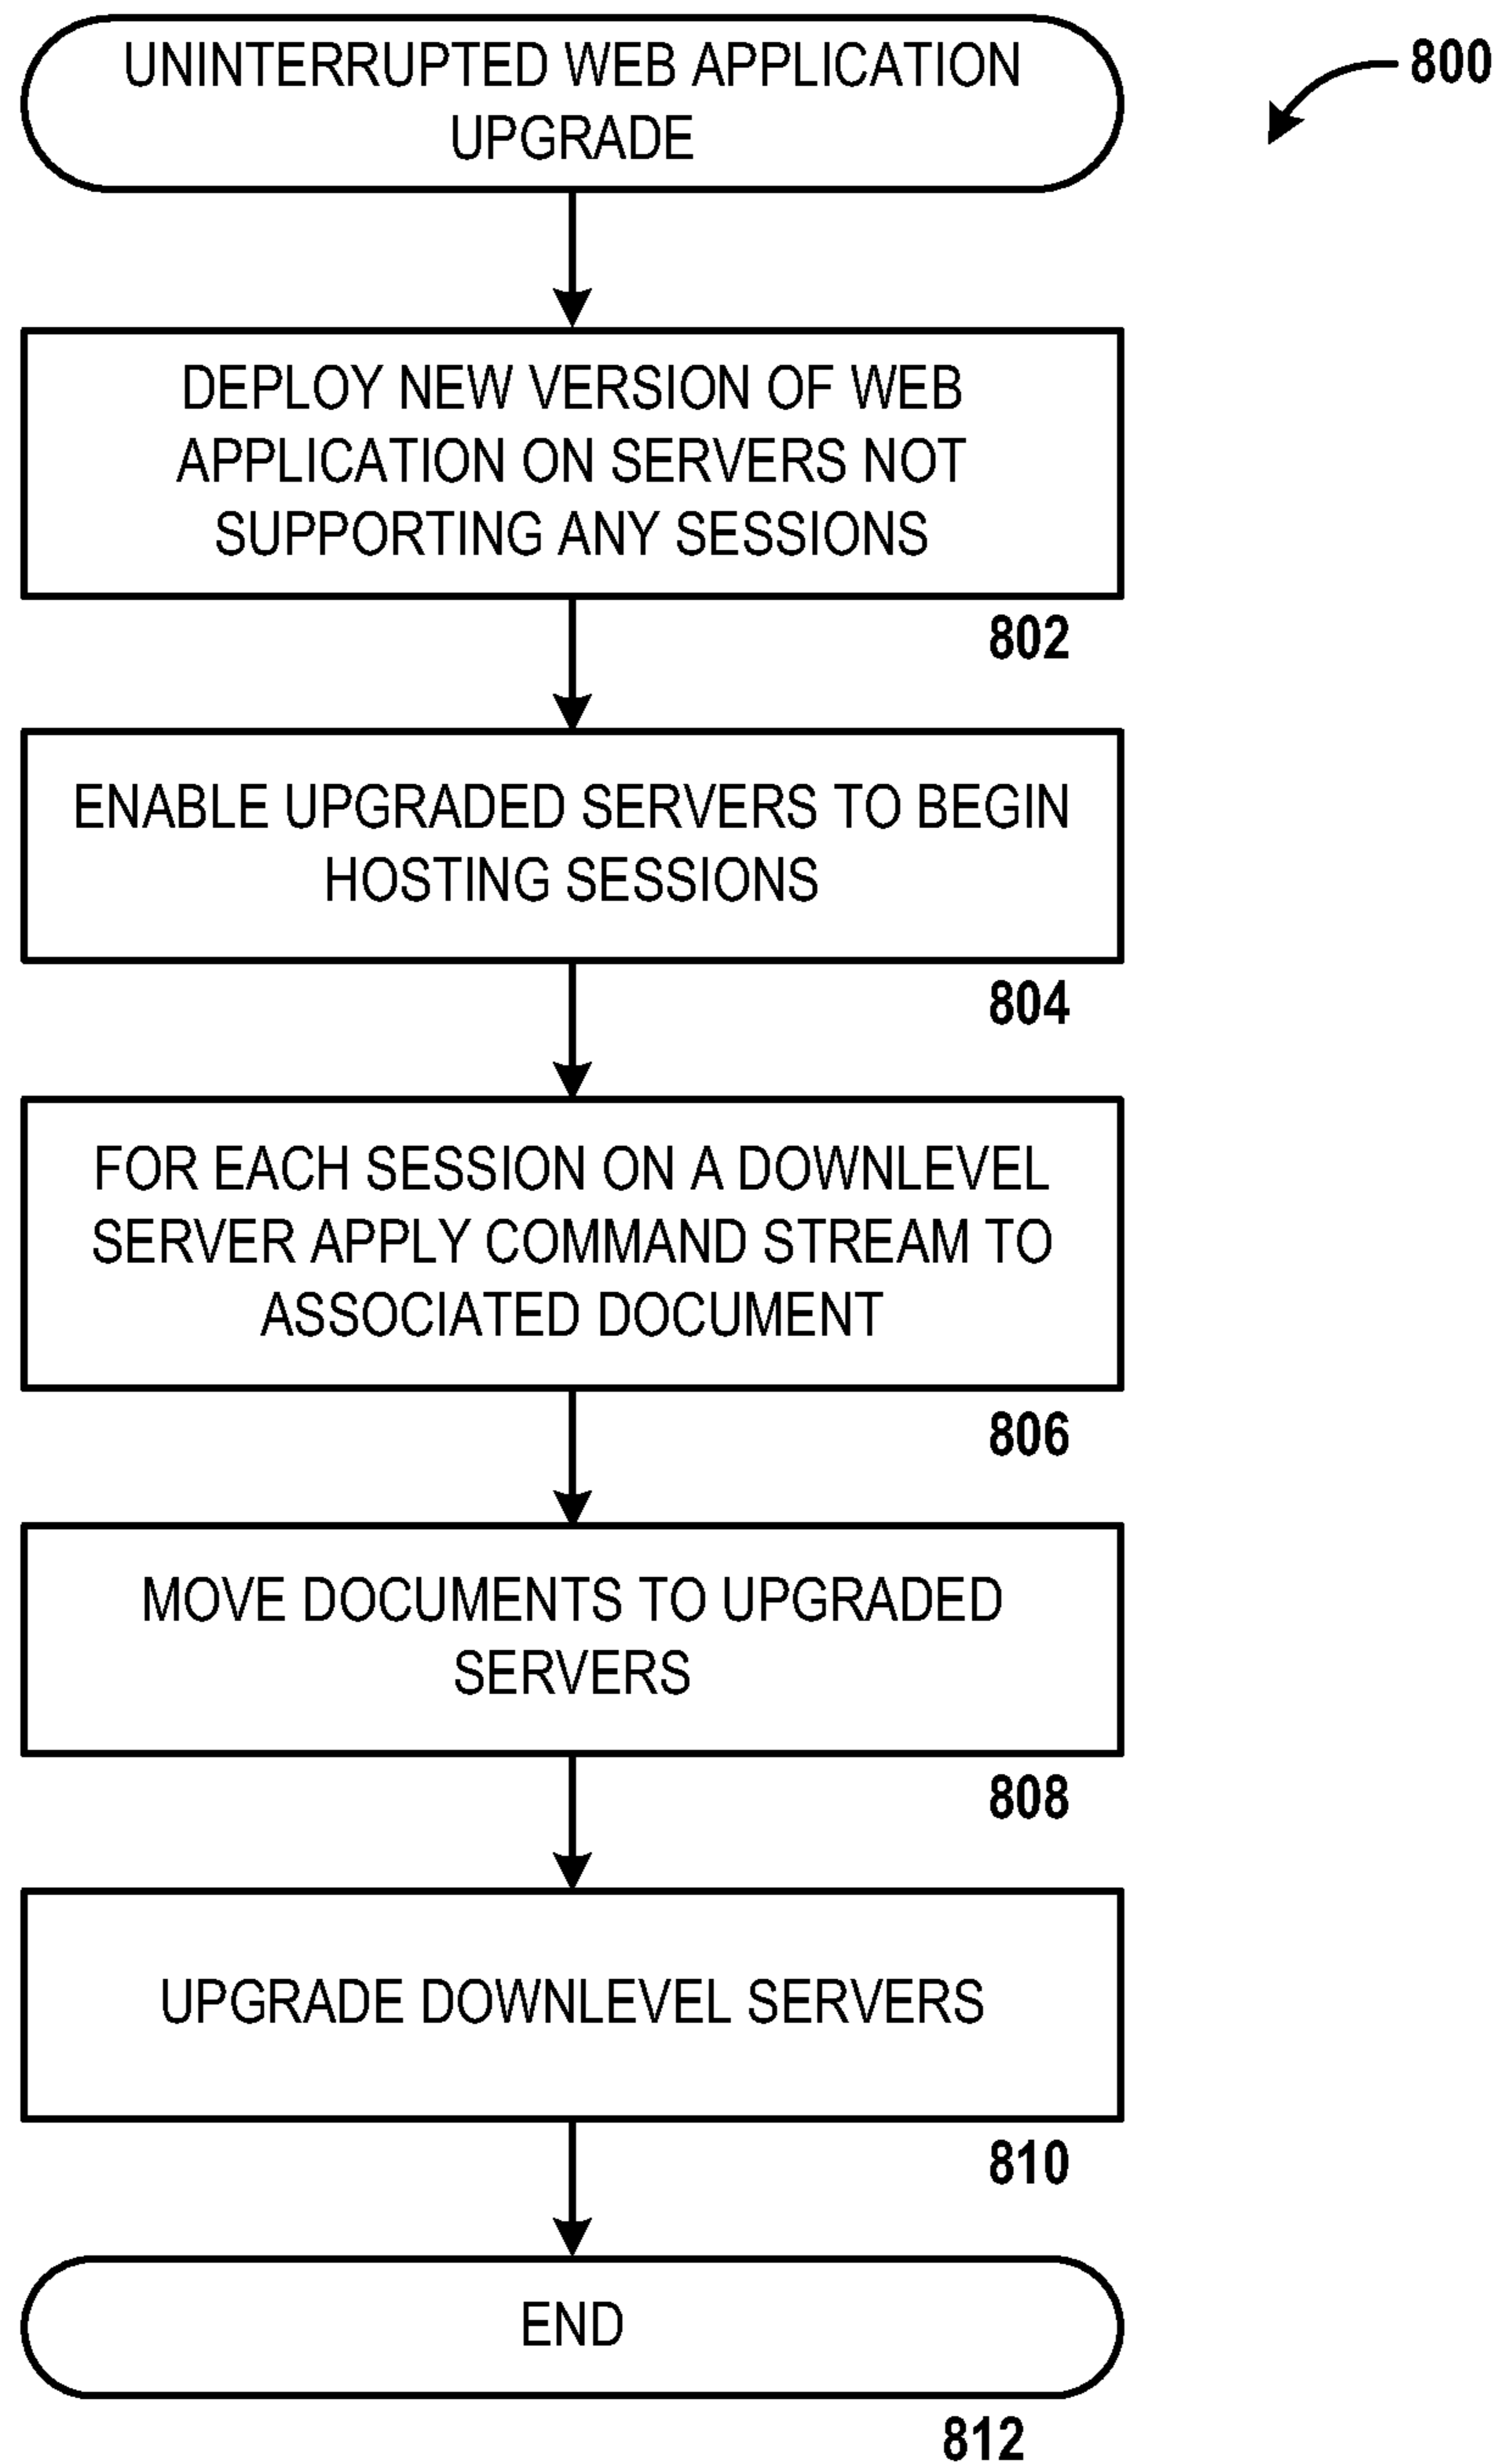 UNINTERRUPTED WEB APPLICATION
UPGRADE
800
DEPLOY NEW VERSION OF WEB
APPLICATION ON SERVERS NOT
SUPPORTING ANY SESSIONS
802
ENABLE UPGRADED SERVERS TO BEGIN
HOSTING SESSIONS
804
FOR EACH SESSION ON A DOWNLEVEL
SERVER APPLY COMMAND STREAM TO
ASSOCIATED DOCUMENT
806
MOVE DOCUMENTS TO UPGRADED
SERVERS
808
UPGRADE DOWNLEVEL SERVERS
810
END
812